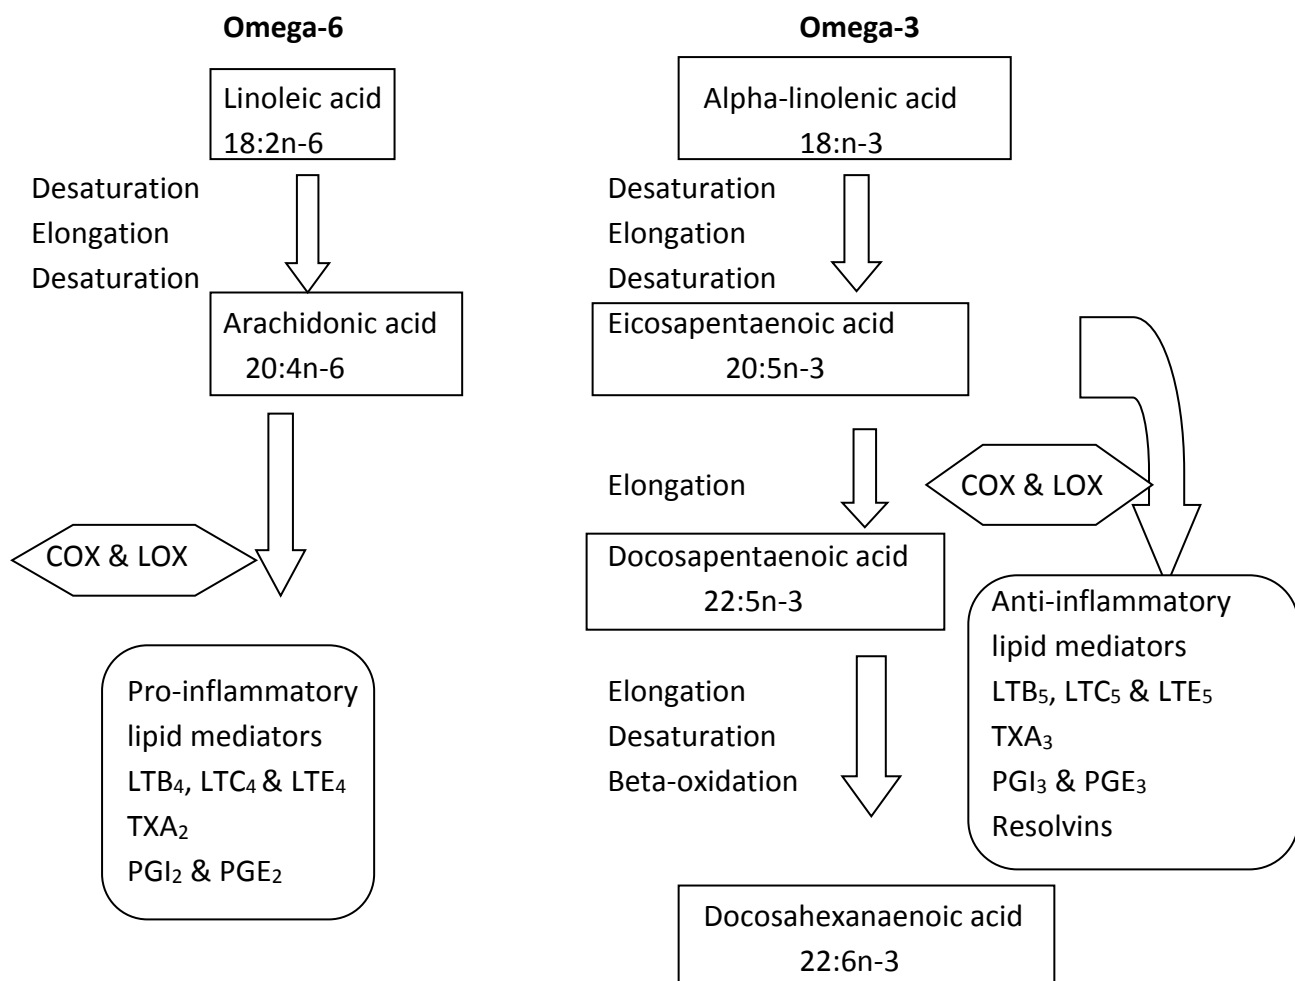 Omega-6
Linoleic acid
18:2n-6
Desaturation
Elongation
Desaturation
Arachidonic acid
20:4n-6
COX & LOX
Pro-inflammatory
lipid mediators
LTB₄, LTC₄ & LTE₄
TXA₂
PGI₂ & PGE₂
Omega-3
Alpha-linolenic acid
18:n-3
Desaturation
Elongation
Desaturation
Eicosapentaenoic acid
20:5n-3
Elongation
COX & LOX
Docosapentaenoic acid
22:5n-3
Anti-inflammatory
lipid mediators
LTB₅, LTC₅ & LTE₅
TXA₃
PGI₃ & PGE₃
Resolvins
Elongation
Desaturation
Beta-oxidation
Docosahexanaenoic acid
22:6n-3